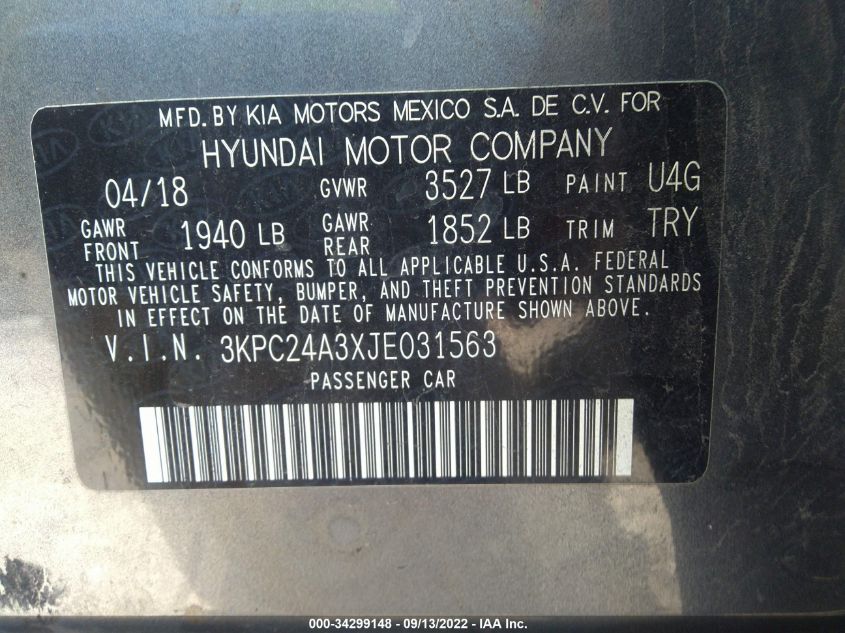 MFD. BY KIA MOTORS MEXICO S.A. DE C.V. FOR
HYUNDAI MOTOR COMPANY
04/18 GVWR 3527 LB PAINT U4G
GAWR FRONT 1940 LB GAWR REAR 1852 LB TRIM TRY
THIS VEHICLE CONFORMS TO ALL APPLICABLE U.S.A. FEDERAL
MOTOR VEHICLE SAFETY, BUMPER, AND THEFT PREVENTION STANDARDS
IN EFFECT ON THE DATE OF MANUFACTURE SHOWN ABOVE.
V.I.N. 3KPC24A3XJE031563
PASSENGER CAR
000-34299148 - 09/13/2022 - IAA Inc.